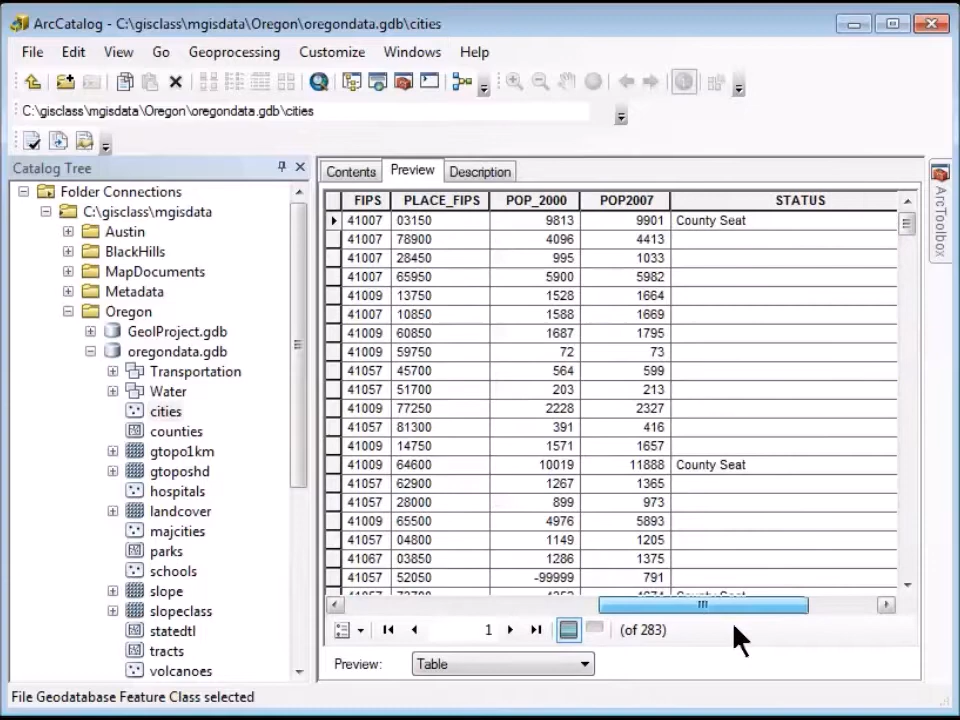 ArcCatalog - C:\gisclass\mgisdata\Oregon\oregondata.gdb\cities
File Edit View Go Geoprocessing Customize Windows Help
C:\gisclass\mgisdata\Oregon\oregondata.gdb\cities
Catalog Tree
Folder Connections
C:\gisclass\mgisdata
Austin
BlackHills
MapDocuments
Metadata
Oregon
GeolProject.gdb
oregondata.gdb
Transportation
Water
cities
counties
gtopo1km
gtoposhd
hospitals
landcover
majcities
parks
schools
slope
slopeclass
statedtl
tracts
volcanoes
Contents Preview Description
FIPS PLACE_FIPS POP_2000 POP2007 STATUS
41007 03150 9813 9901 County Seat
41007 78900 4096 4413
41007 28450 995 1033
41007 65950 5900 5982
41009 13750 1528 1664
41007 10850 1588 1669
41009 60850 1687 1795
41009 59750 72 73
41057 45700 564 599
41057 51700 203 213
41009 77250 2228 2327
41057 81300 391 416
41009 14750 1571 1657
41009 64600 10019 11888 County Seat
41057 62900 1267 1365
41057 28000 899 973
41009 65500 4976 5893
41057 04800 1149 1205
41067 03850 1286 1375
41057 52050 -99999 791
1 (of 283)
Preview: Table
ArcToolbox
File Geodatabase Feature Class selected